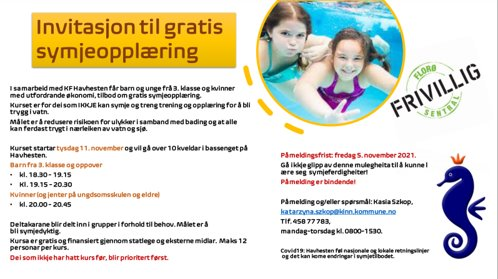 Invitasjon til gratis
symjeopplæring
I samarbeid med KF Havhesten får barn og unge frå 3. klasse og kvinner
med utfordrande økonomi, tilbod om gratis symjeopplæring.
Kurset er for dei som IKKJE kan symje og treng trening og opplæring for å bli
trygg i vatn.
Målet er å redusere risikoen for ulukker i samband med bading og at alle
kan ferdast trygt i nærleiken av vatn og sjø.
Kurset startar tysdag 11. november og vil gå over 10 kveldar i bassenget på
Havhesten.
Barn frå 3. klasse og oppover
• kl. 18.30 - 19.15
• Kl. 19.15 - 20.30
Kvinner (og jenter på ungdomsskulen og eldre)
• kl. 20.00 - 20.45
Deltakarane blir delt inn i grupper i forhold til behov. Målet er å
bli symjedyktig.
Kursa er gratis og finansiert gjennom statlege og eksterne midlar. Maks 12
personar per kurs.
Dei som ikkje har hatt kurs før, blir prioritert først.
FLORØ
FRIVILLIG
SENTRAL
Påmeldingsfrist: fredag 5. november 2021.
Gå ikkje glipp av denne mulegheita til å kunne l
ære seg symjeferdigheiter!
Påmelding er bindende!
Påmelding og/eller spørsmål: Kasia Szkop,
katarzyna.szkop@kinn.kommune.no
Tlf. 458 77 783,
mandag-torsdag kl. 0800-1530.
Covid19: Havhesten føl nasjonale og lokale retningslinjer
og det kan kome endringar i symjetilbodet.